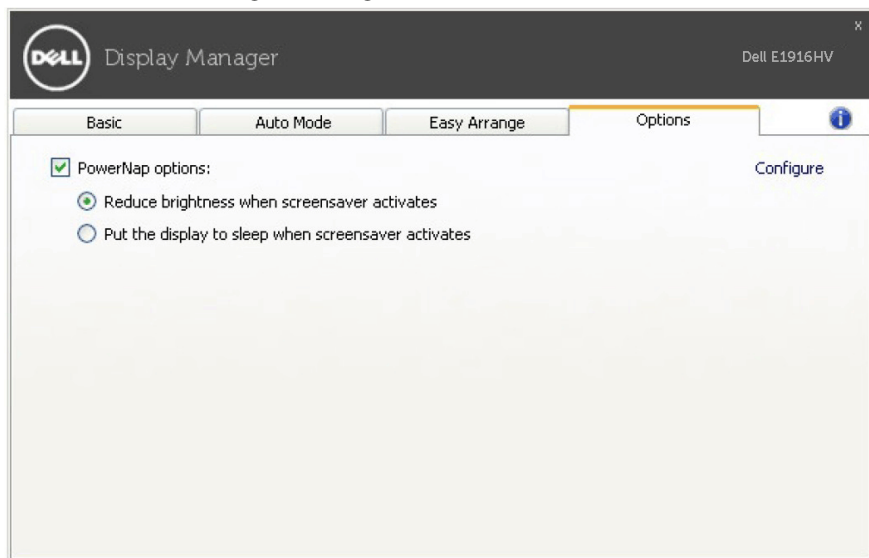 x
DELL Display Manager Dell E1916HV
Basic Auto Mode Easy Arrange Options i
PowerNap options: Configure
Reduce brightness when screensaver activates
Put the display to sleep when screensaver activates